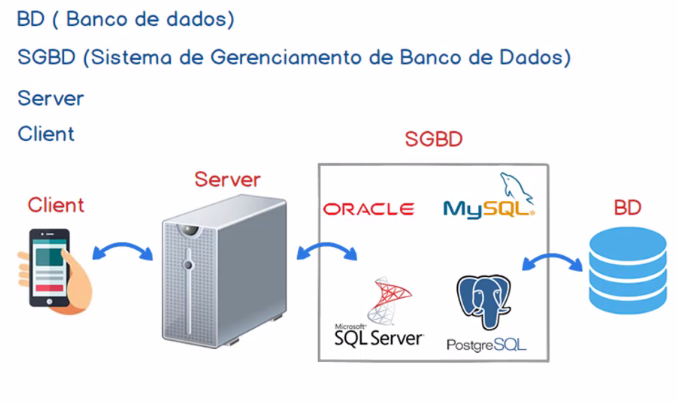 BD ( Banco de dados)
SGBD (Sistema de Gerenciamento de Banco de Dados)
Server
Client
SGBD
Server
Client
ORACLE
MySQL®
BD
Microsoft®
SQL Server
PostgreSQL